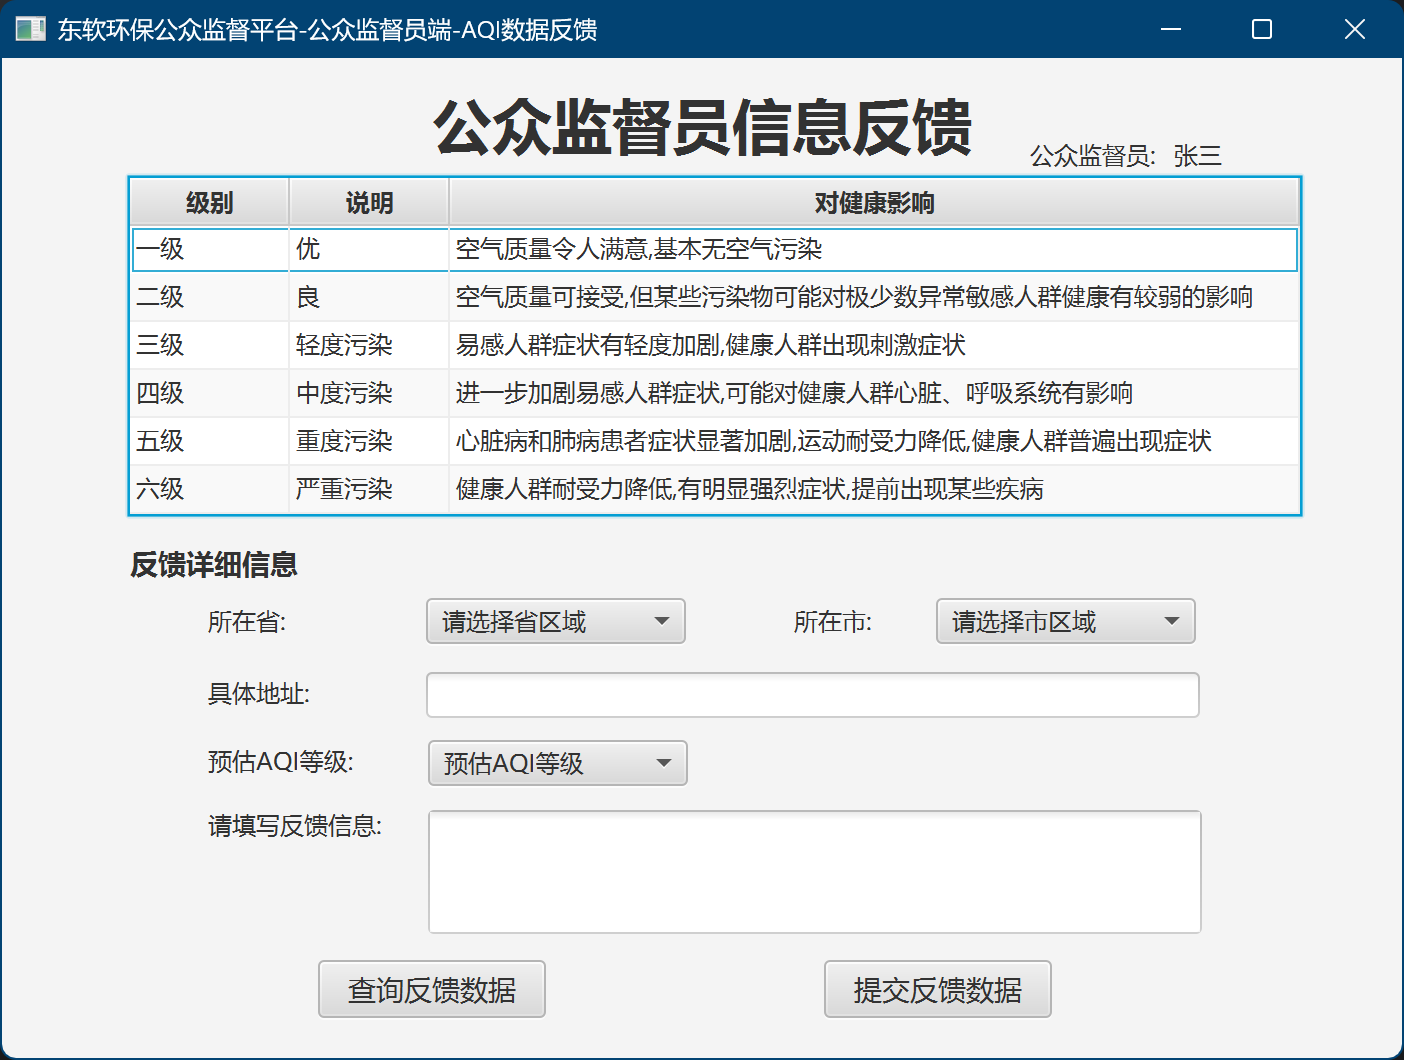 东软环保公众监督平台-公众监督员端-AQI数据反馈
公众监督员信息反馈
公众监督员: 张三
级别 说明 对健康影响
一级 优 空气质量令人满意,基本无空气污染
二级 良 空气质量可接受,但某些污染物可能对极少数异常敏感人群健康有较弱的影响
三级 轻度污染 易感人群症状有轻度加剧,健康人群出现刺激症状
四级 中度污染 进一步加剧易感人群症状,可能对健康人群心脏、呼吸系统有影响
五级 重度污染 心脏病和肺病患者症状显著加剧,运动耐受力降低,健康人群普遍出现症状
六级 严重污染 健康人群耐受力降低,有明显强烈症状,提前出现某些疾病
反馈详细信息
所在省: 请选择省区域 所在市: 请选择市区域
具体地址:
预估AQI等级: 预估AQI等级
请填写反馈信息:
查询反馈数据 提交反馈数据